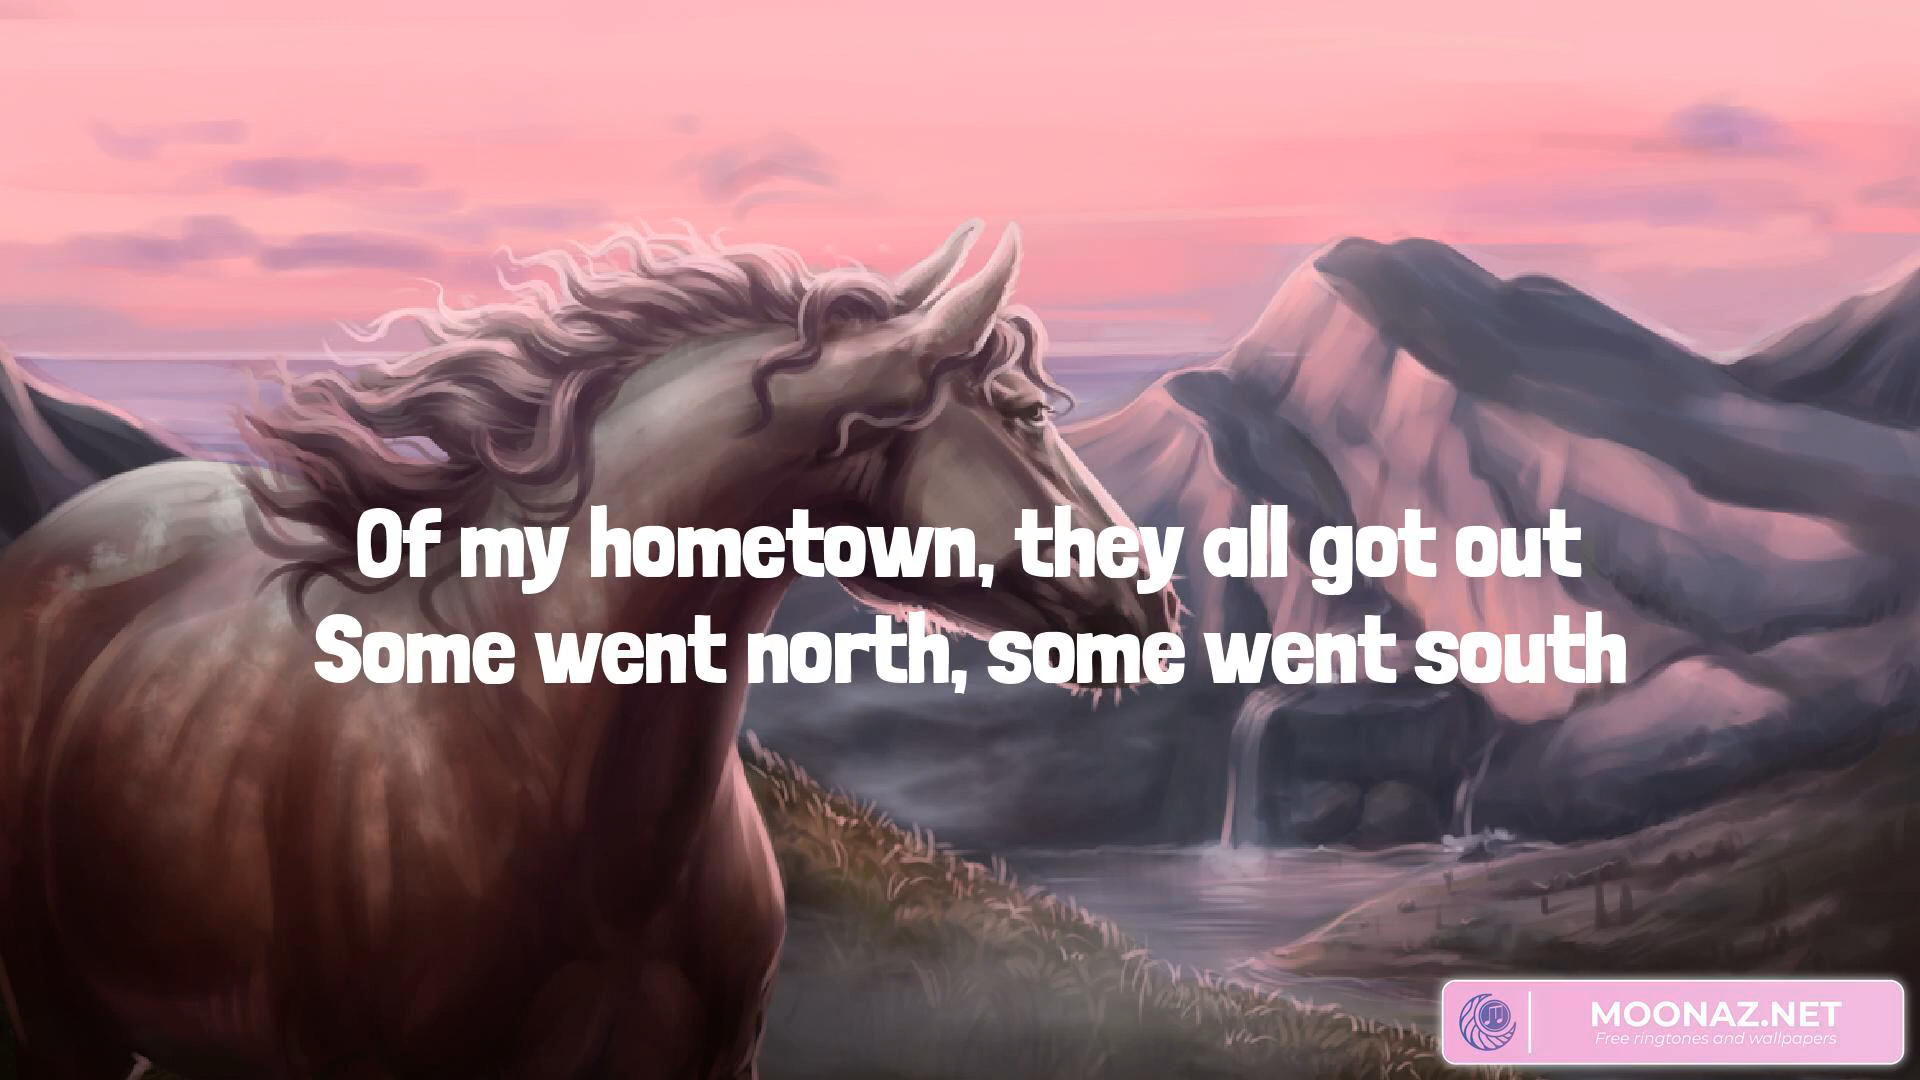 Of my hometown, they all got out
Some went north, some went south
MOONAZ.NET
Free ringtones and wallpapers